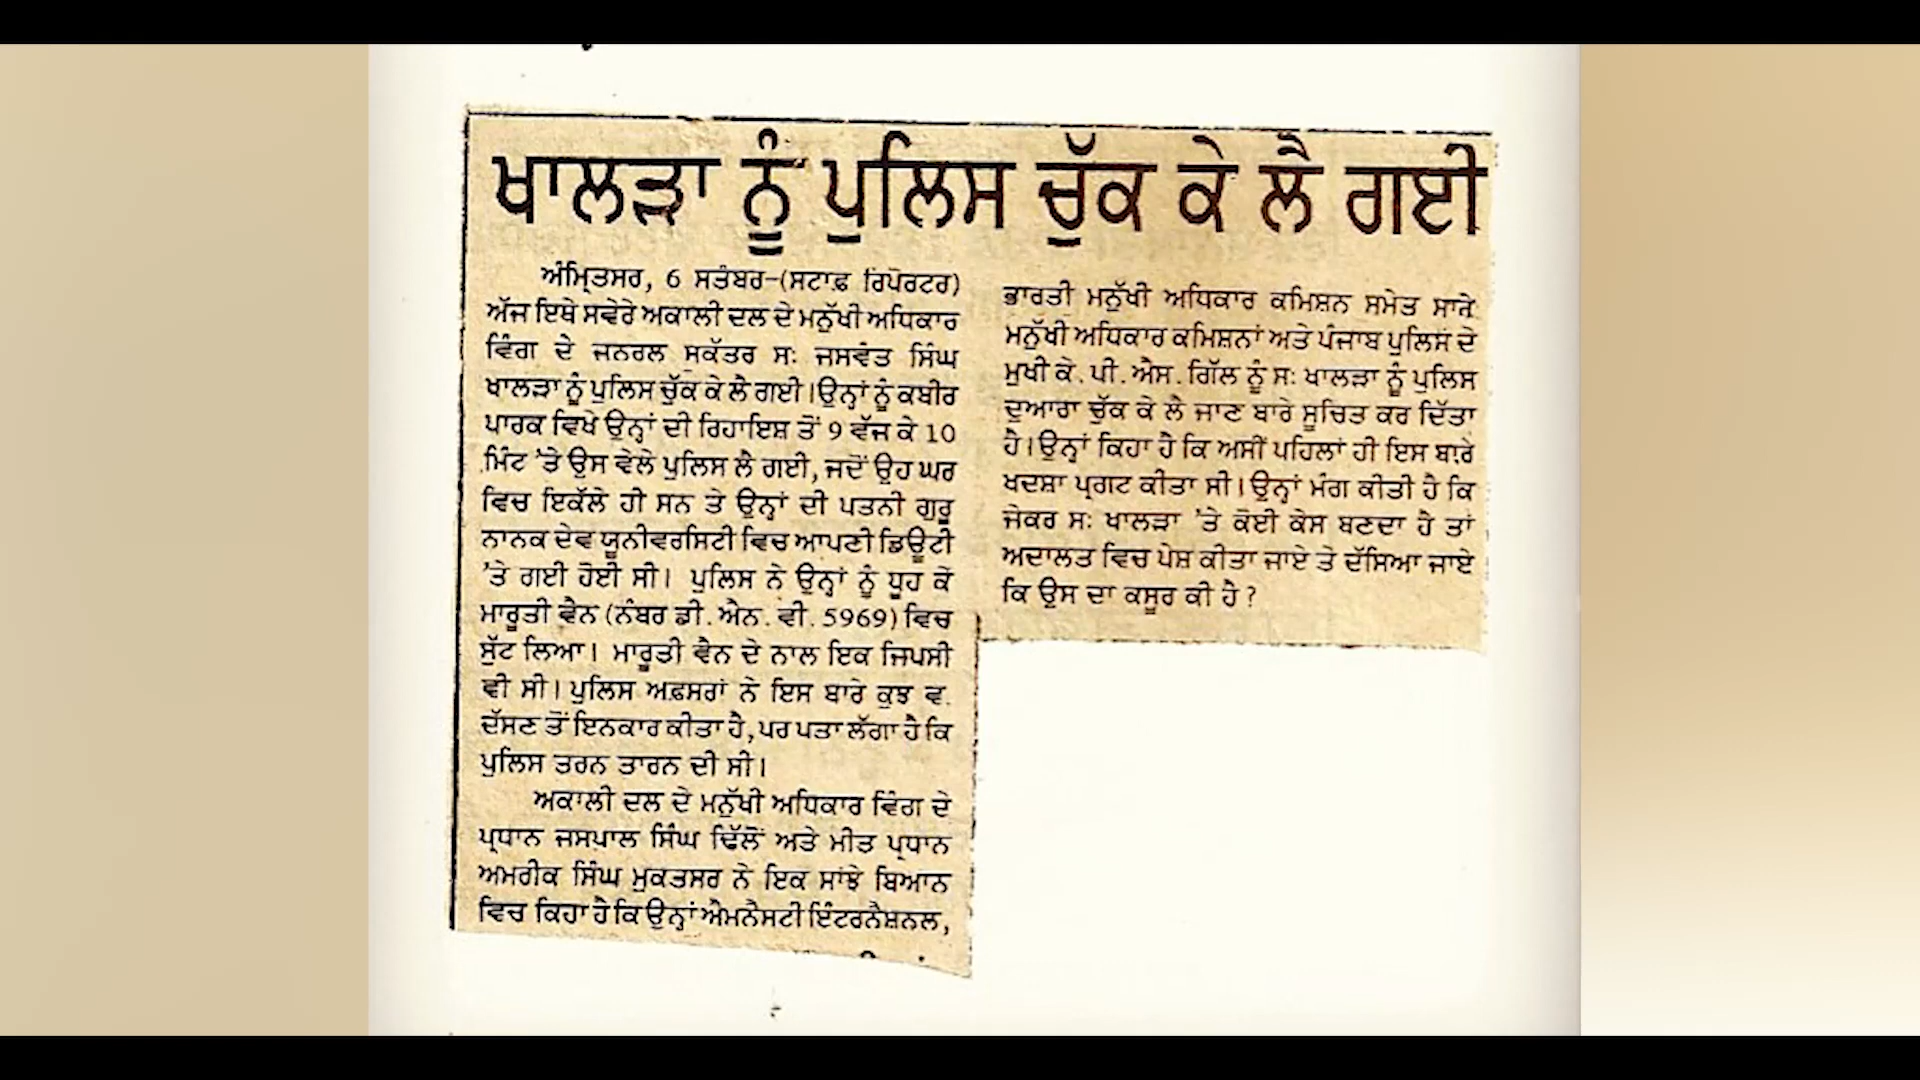 ਖਾਲੜਾ ਨੂੰ ਪੁਲਿਸ ਚੁੱਕ ਕੇ ਲੈ ਗਈ
ਅੰਮ੍ਰਿਤਸਰ, 6 ਸਤੰਬਰ-(ਸਟਾਫ਼ ਰਿਪੋਰਟਰ)
ਅੱਜ ਇਥੇ ਸਵੇਰੇ ਅਕਾਲੀ ਦਲ ਦੇ ਮਨੁੱਖੀ ਅਧਿਕਾਰ
ਵਿੰਗ ਦੇ ਜਨਰਲ ਸਕੱਤਰ ਸ: ਜਸਵੰਤ ਸਿੰਘ
ਖਾਲੜਾ ਨੂੰ ਪੁਲਿਸ ਚੁੱਕ ਕੇ ਲੈ ਗਈ।ਉਨ੍ਹਾਂ ਨੂੰ ਕਬੀਰ
ਪਾਰਕ ਵਿਖੇ ਉਨ੍ਹਾਂ ਦੀ ਰਿਹਾਇਸ਼ ਤੋਂ 9 ਵੱਜ ਕੇ 10
ਮਿੰਟ 'ਤੇ ਉਸ ਵੇਲੇ ਪੁਲਿਸ ਲੈ ਗਈ, ਜਦੋਂ ਉਹ ਘਰ
ਵਿਚ ਇਕੱਲੇ ਹੀ ਸਨ ਤੇ ਉਨ੍ਹਾਂ ਦੀ ਪਤਨੀ ਗੁਰੂ
ਨਾਨਕ ਦੇਵ ਯੂਨੀਵਰਸਿਟੀ ਵਿਚ ਆਪਣੀ ਡਿਊਟੀ
'ਤੇ ਗਈ ਹੋਈ ਸੀ। ਪੁਲਿਸ ਨੇ ਉਨ੍ਹਾਂ ਨੂੰ ਧੂਹ ਕੇ
ਮਾਰੂਤੀ ਵੈਨ (ਨੰਬਰ ਡੀ. ਐਨ. ਵੀ. 5969) ਵਿਚ
ਸੁੱਟ ਲਿਆ। ਮਾਰੂਤੀ ਵੈਨ ਦੇ ਨਾਲ ਇਕ ਜਿਪਸੀ
ਵੀ ਸੀ। ਪੁਲਿਸ ਅਫ਼ਸਰਾਂ ਨੇ ਇਸ ਬਾਰੇ ਕੁਝ ਵ
ਦੱਸਣ ਤੋਂ ਇਨਕਾਰ ਕੀਤਾ ਹੈ, ਪਰ ਪਤਾ ਲੱਗਾ ਹੈ ਕਿ
ਪੁਲਿਸ ਤਰਨ ਤਾਰਨ ਦੀ ਸੀ।
ਅਕਾਲੀ ਦਲ ਦੇ ਮਨੁੱਖੀ ਅਧਿਕਾਰ ਵਿੰਗ ਦੇ
ਪ੍ਰਧਾਨ ਜਸਪਾਲ ਸਿੰਘ ਢਿੱਲੋਂ ਅਤੇ ਮੀਤ ਪ੍ਰਧਾਨ
ਅਮਰੀਕ ਸਿੰਘ ਮੁਕਤਸਰ ਨੇ ਇਕ ਸਾਂਝੇ ਬਿਆਨ
ਵਿਚ ਕਿਹਾ ਹੈ ਕਿ ਉਨ੍ਹਾਂ ਐਮਨੈਸਟੀ ਇੰਟਰਨੈਸ਼ਨਲ,
ਭਾਰਤੀ ਮਨੁੱਖੀ ਅਧਿਕਾਰ ਕਮਿਸ਼ਨ ਸਮੇਤ ਸਾਰੇ
ਮਨੁੱਖੀ ਅਧਿਕਾਰ ਕਮਿਸ਼ਨਾਂ ਅਤੇ ਪੰਜਾਬ ਪੁਲਿਸ ਦੇ
ਮੁਖੀ ਕੇ. ਪੀ. ਐਸ. ਗਿੱਲ ਨੂੰ ਸ: ਖਾਲੜਾ ਨੂੰ ਪੁਲਿਸ
ਦੁਆਰਾ ਚੁੱਕ ਕੇ ਲੈ ਜਾਣ ਬਾਰੇ ਸੂਚਿਤ ਕਰ ਦਿੱਤਾ
ਹੈ। ਉਨ੍ਹਾਂ ਕਿਹਾ ਹੈ ਕਿ ਅਸੀਂ ਪਹਿਲਾਂ ਹੀ ਇਸ ਬਾਰੇ
ਖਦਸ਼ਾ ਪ੍ਰਗਟ ਕੀਤਾ ਸੀ। ਉਨ੍ਹਾਂ ਮੰਗ ਕੀਤੀ ਹੈ ਕਿ
ਜੇਕਰ ਸ: ਖਾਲੜਾ 'ਤੇ ਕੋਈ ਕੇਸ ਬਣਦਾ ਹੈ ਤਾਂ
ਅਦਾਲਤ ਵਿਚ ਪੇਸ਼ ਕੀਤਾ ਜਾਏ ਤੇ ਦੱਸਿਆ ਜਾਏ
ਕਿ ਉਸ ਦਾ ਕਸੂਰ ਕੀ ਹੈ ?